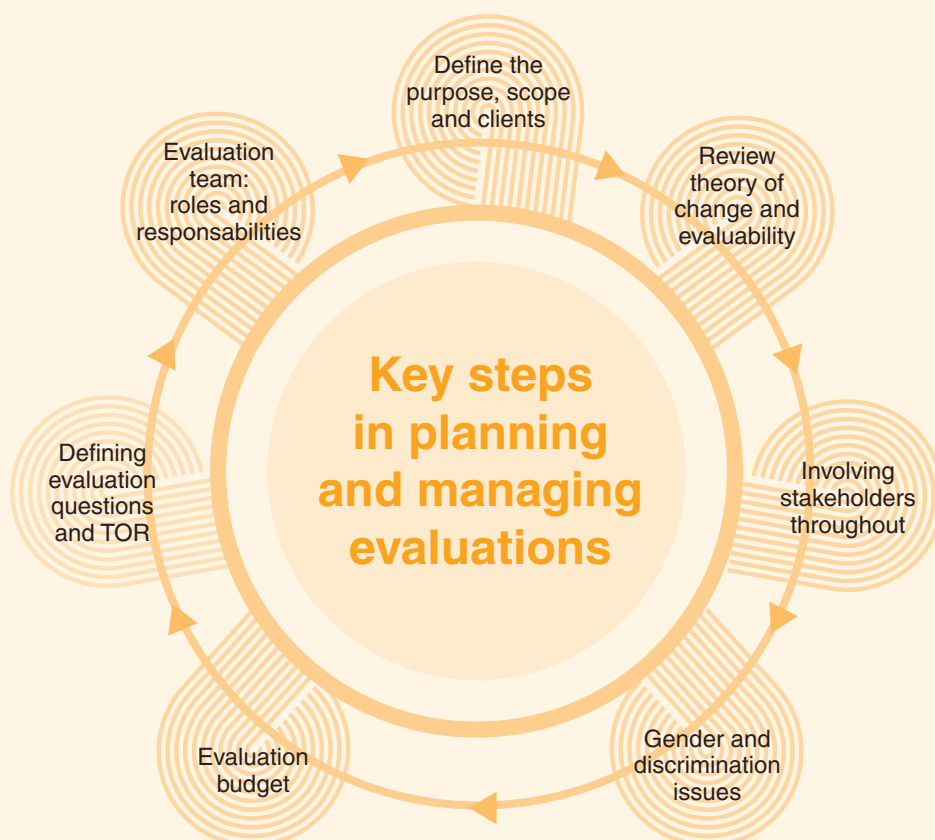 Define the
purpose, scope
and clients
Review
theory of
change and
evaluability
Involving
stakeholders
throughout
Gender and
discrimination
issues
Evaluation
budget
Defining
evaluation
questions
and TOR
Evaluation
team:
roles and
responsabilities
Key steps
in planning
and managing
evaluations